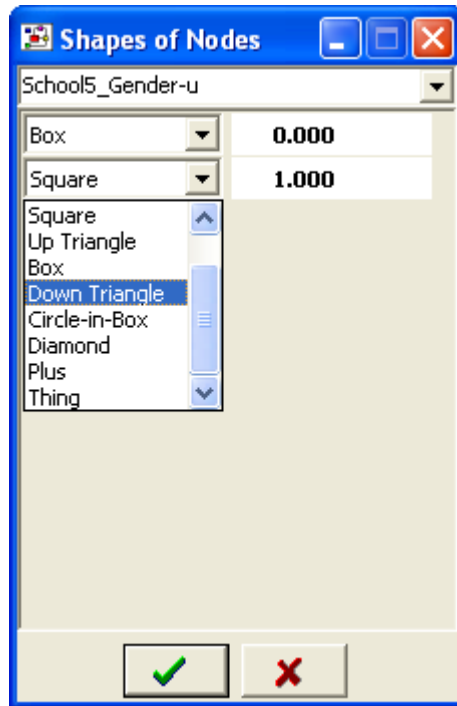 Shapes of Nodes
School5_Gender-u
Box 0.000
Square 1.000
Square
Up Triangle
Box
Down Triangle
Circle-in-Box
Diamond
Plus
Thing